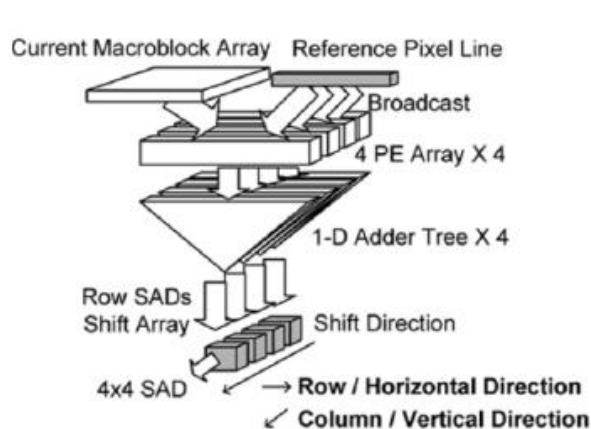 Current Macroblock Array
Reference Pixel Line
Broadcast
4 PE Array X 4
1-D Adder Tree X 4
Row SADs
Shift Array
Shift Direction
4x4 SAD
→ Row / Horizontal Direction
↙ Column / Vertical Direction